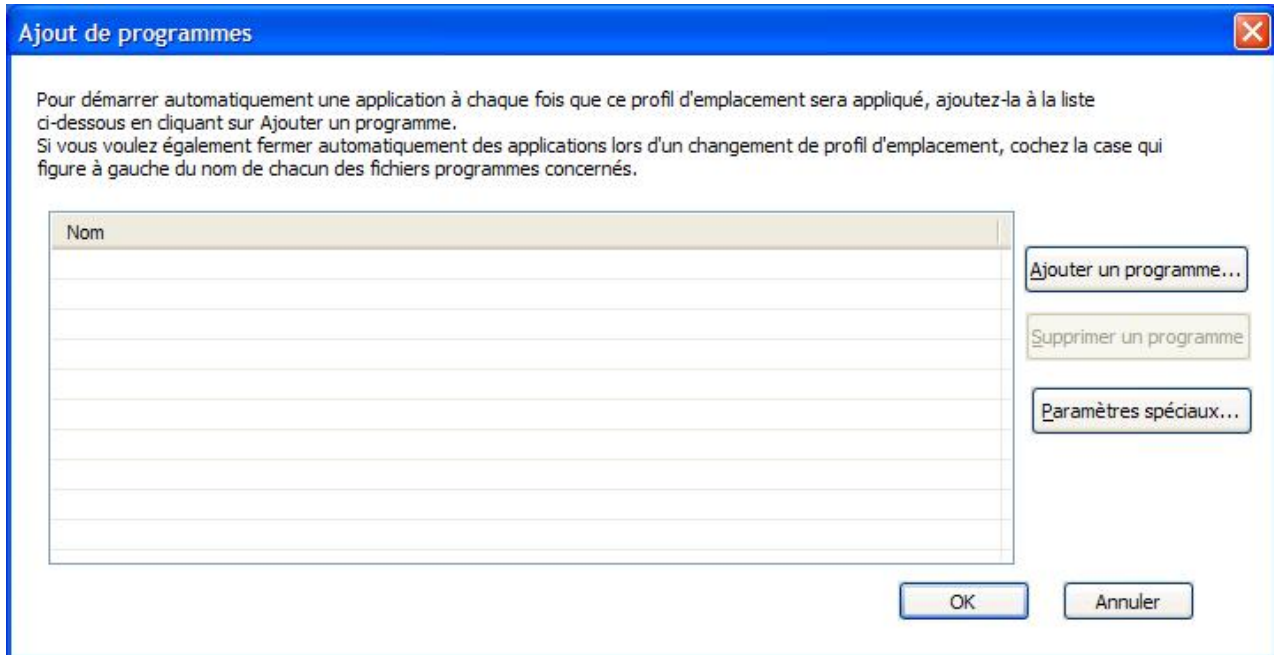 Ajout de programmes
Pour démarrer automatiquement une application à chaque fois que ce profil d'emplacement sera appliqué, ajoutez-la à la liste
ci-dessous en cliquant sur Ajouter un programme.
Si vous voulez également fermer automatiquement des applications lors d'un changement de profil d'emplacement, cochez la case qui
figure à gauche du nom de chacun des fichiers programmes concernés.
Nom
Ajouter un programme...
Supprimer un programme
Paramètres spéciaux...
OK
Annuler